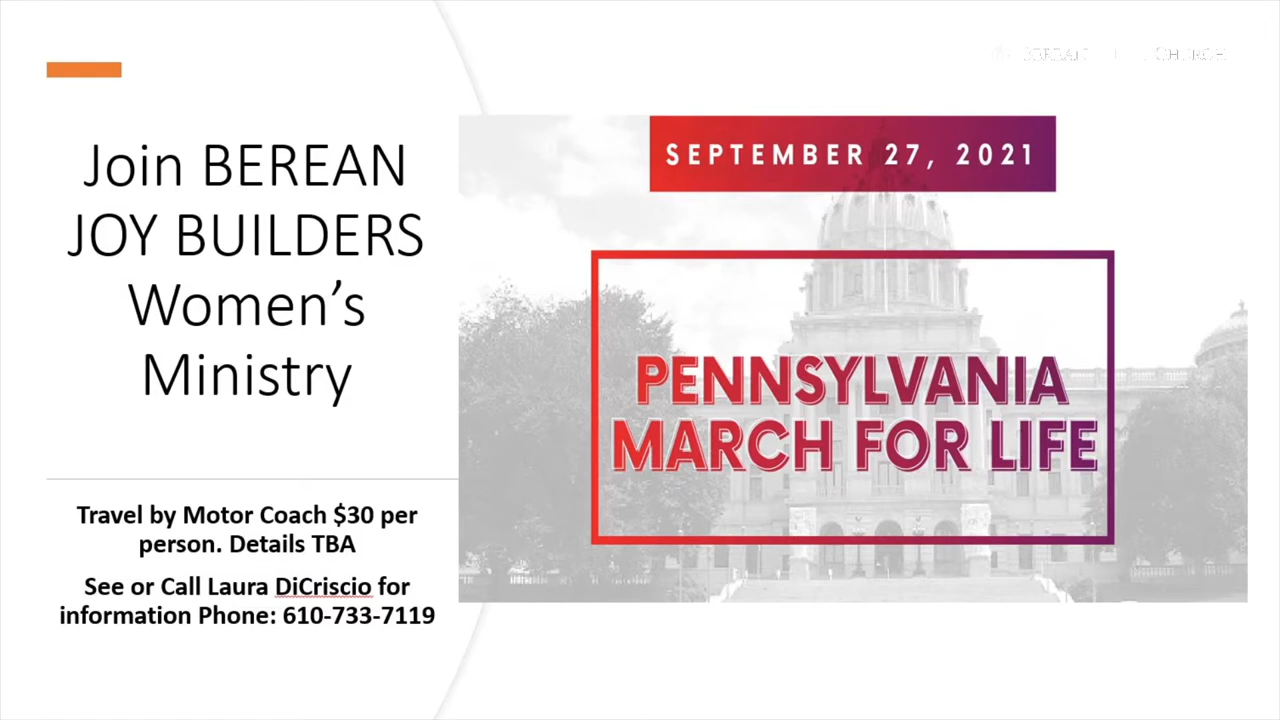 CHURCH
Join BEREAN
JOY BUILDERS
Women’s
Ministry
SEPTEMBER 27, 2021
PENNSYLVANIA
MARCH FOR LIFE
Travel by Motor Coach $30 per
person. Details TBA
See or Call Laura DiCriscio for
information Phone: 610-733-7119